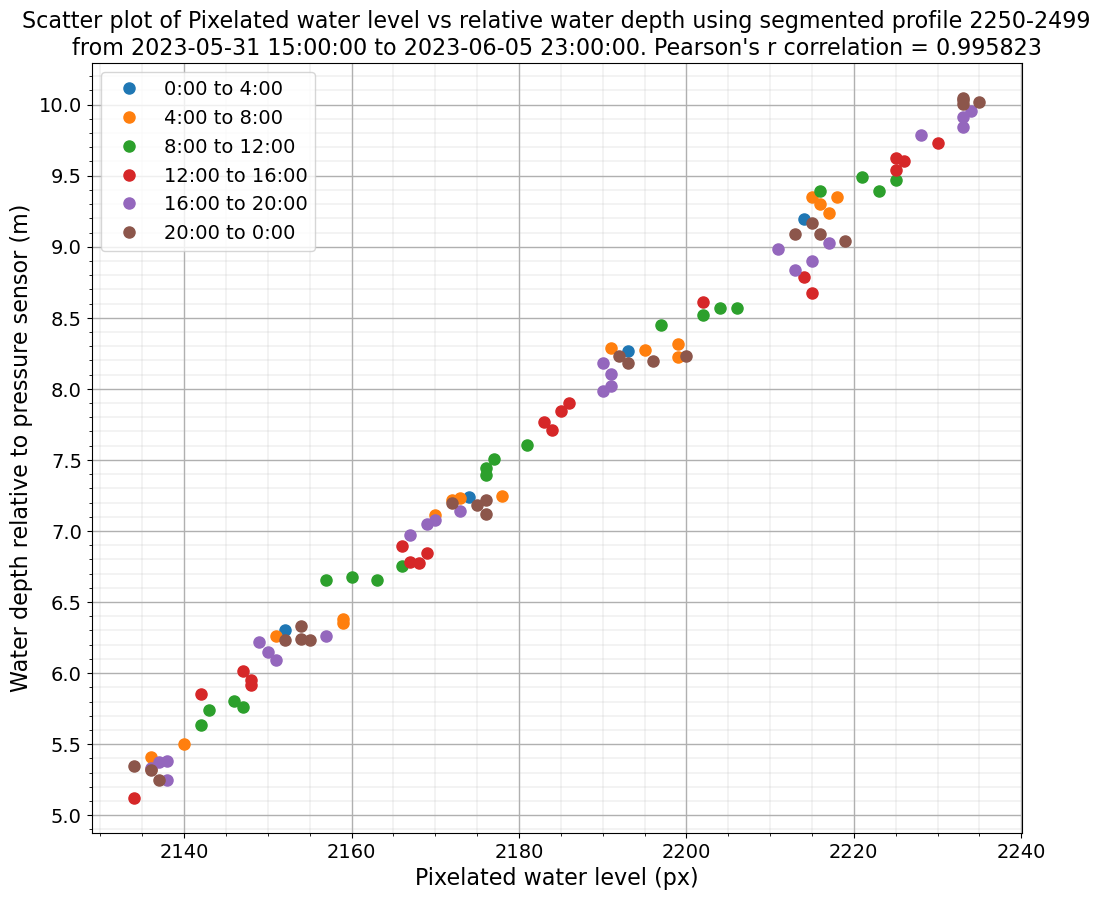 Scatter plot of Pixelated water level vs relative water depth using segmented profile 2250-2499
from 2023-05-31 15:00:00 to 2023-06-05 23:00:00. Pearson's r correlation = 0.995823
0:00 to 4:00
4:00 to 8:00
8:00 to 12:00
12:00 to 16:00
16:00 to 20:00
20:00 to 0:00
Water depth relative to pressure sensor (m)
10.0
9.5
9.0
8.5
8.0
7.5
7.0
6.5
6.0
5.5
5.0
2140 2160 2180 2200 2220 2240
Pixelated water level (px)